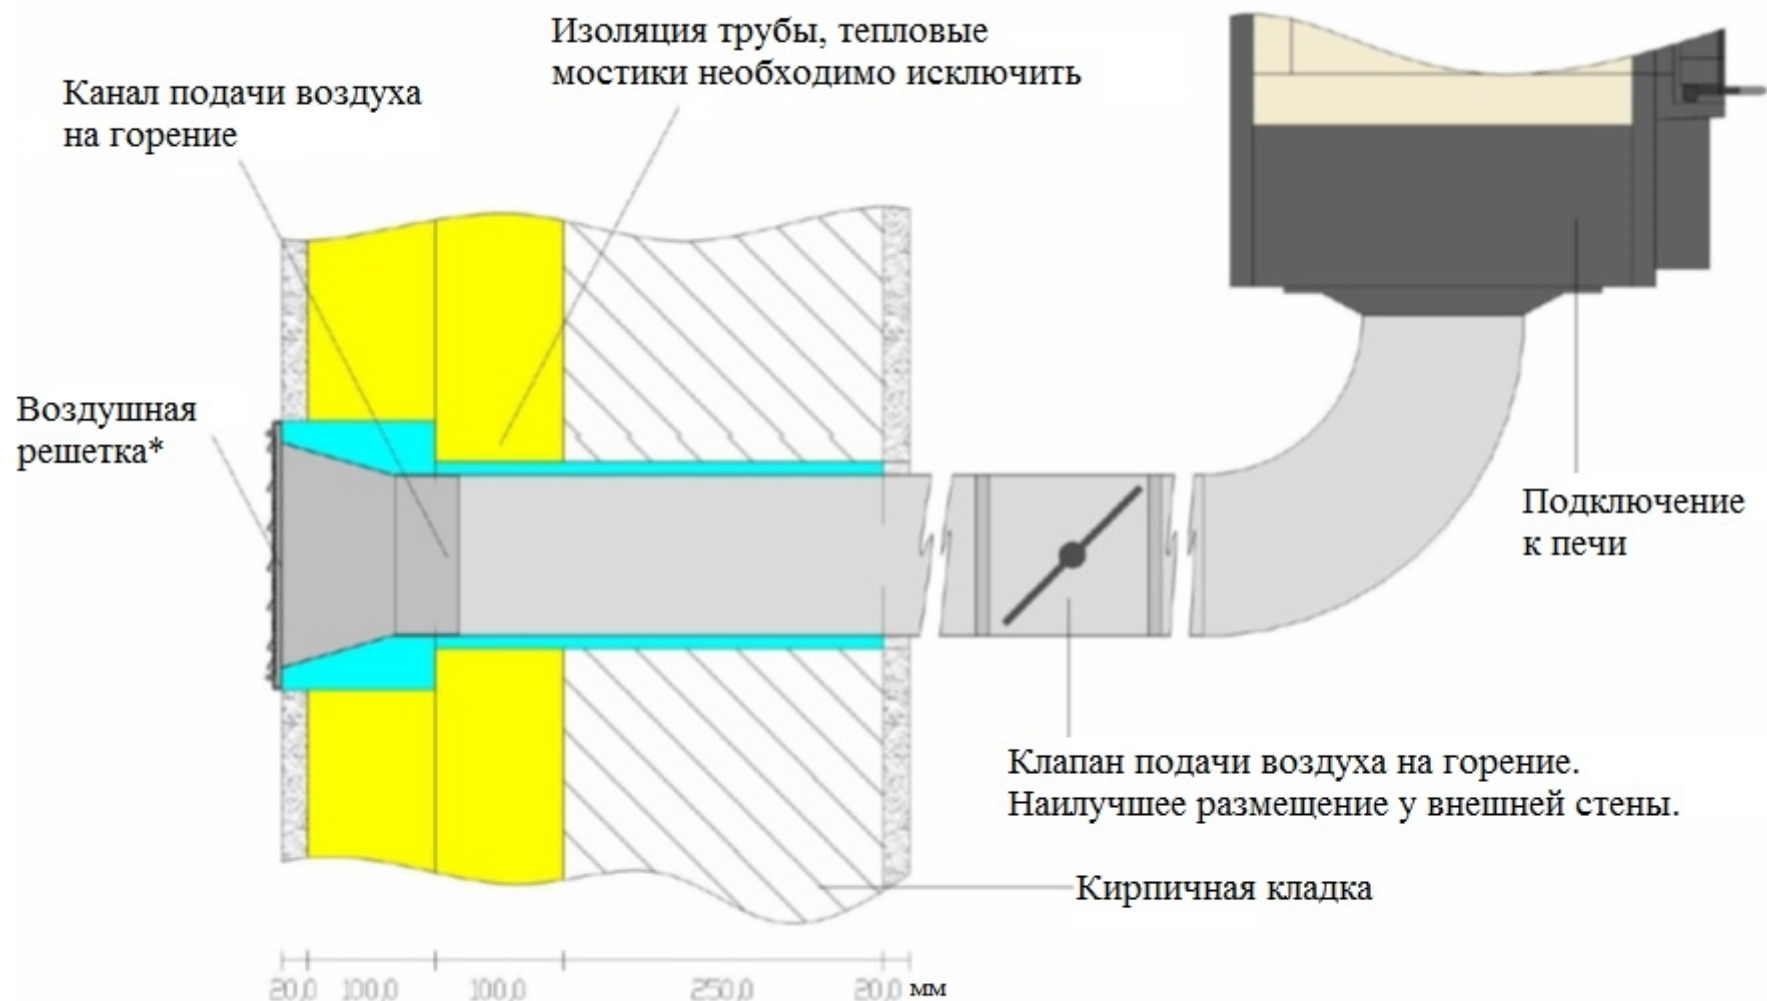 Изоляция трубы, тепловые
мостики необходимо исключить
Канал подачи воздуха
на горение
Воздушная
решетка*
Подключение
к печи
Клапан подачи воздуха на горение.
Наилучшее размещение у внешней стены.
Кирпичная кладка
20,0 100,0 100,0 250,0 20,0 мм